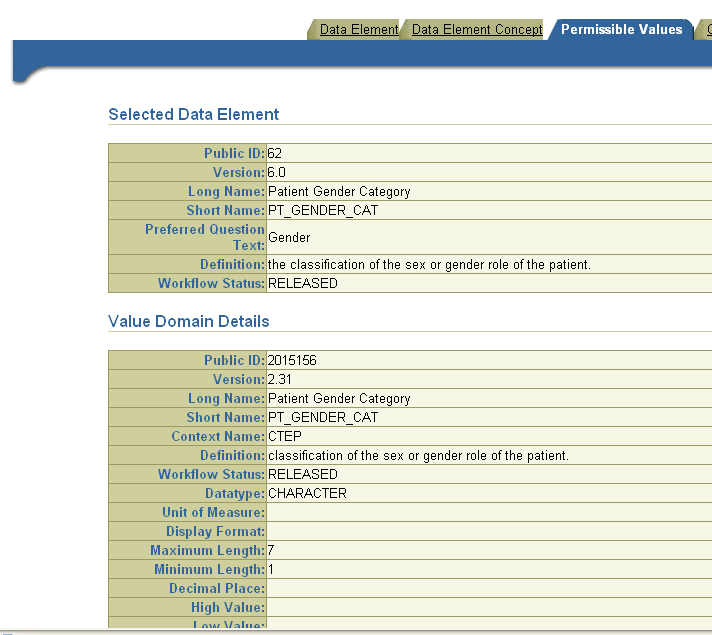 Data Element Data Element Concept Permissible Values
Selected Data Element
Public ID: 62
Version: 6.0
Long Name: Patient Gender Category
Short Name: PT_GENDER_CAT
Preferred Question
Text: Gender
Definition: the classification of the sex or gender role of the patient.
Workflow Status: RELEASED
Value Domain Details
Public ID: 2015156
Version: 2.31
Long Name: Patient Gender Category
Short Name: PT_GENDER_CAT
Context Name: CTEP
Definition: classification of the sex or gender role of the patient.
Workflow Status: RELEASED
Datatype: CHARACTER
Unit of Measure:
Display Format:
Maximum Length: 7
Minimum Length: 1
Decimal Place:
High Value:
Low Value: